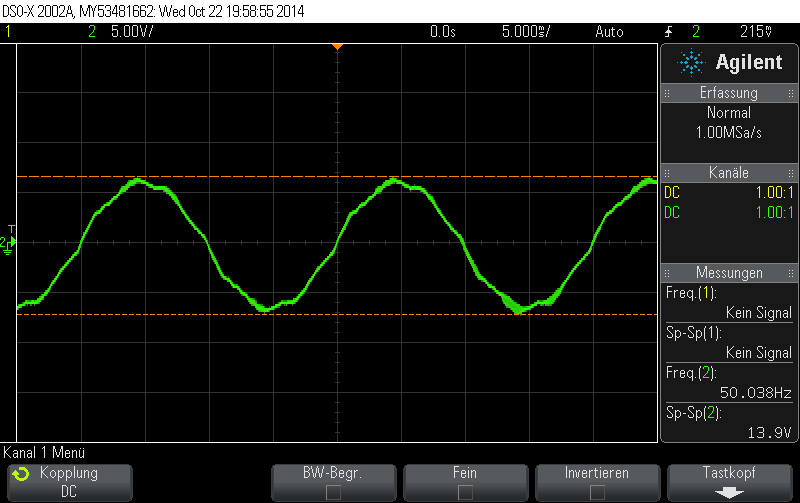 DSO-X 2002A, MY53481662: Wed Oct 22 19:58:55 2014
1 2 5.00V/ 0.0s 5.000ms/ Auto 2 215mV
Agilent
Erfassung
Normal
1.00MSa/s
Kanäle
DC 1.00:1
DC 1.00:1
Messungen
Freq.(1):
Kein Signal
Sp-Sp(1):
Kein Signal
Freq.(2):
50.038Hz
Sp-Sp(2):
13.9V
T
2
Kanal 1 Menü
Kopplung
DC
BW-Begr.
Fein
Invertieren
Tastkopf